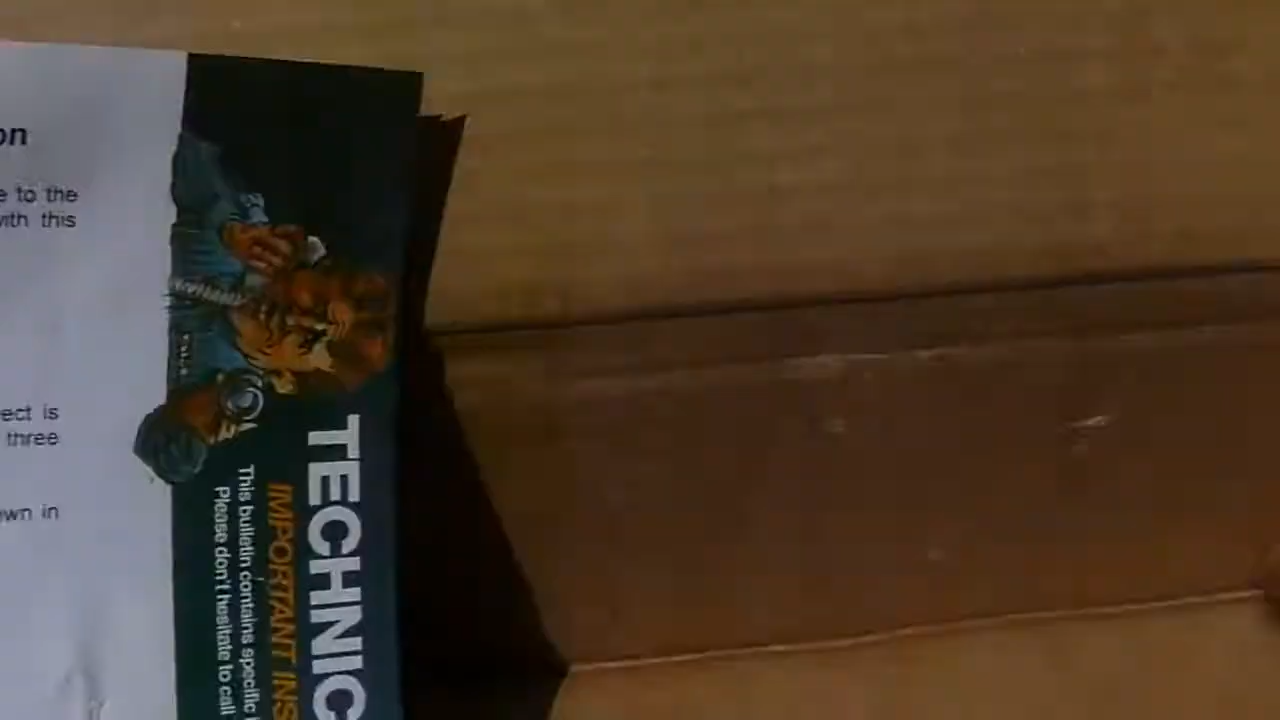 on
e to the
with this
ect is
three
own in
TECHNIC
IMPORTANT INS
This bulletin contains specific
Please don't hesitate to call